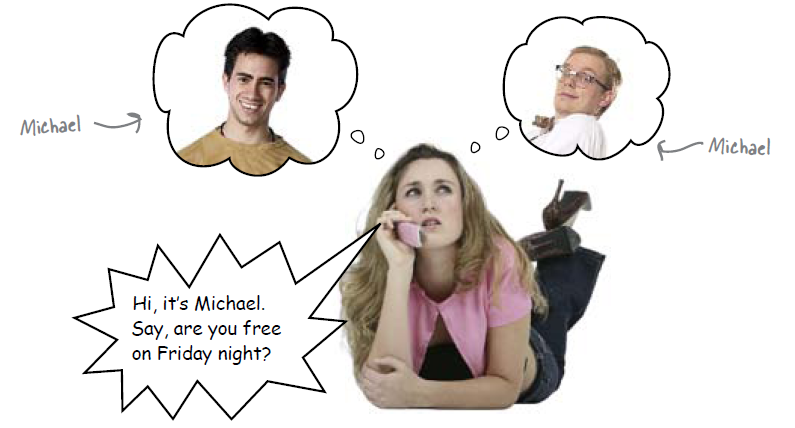 Michael
Michael
Hi, it's Michael.
Say, are you free
on Friday night?